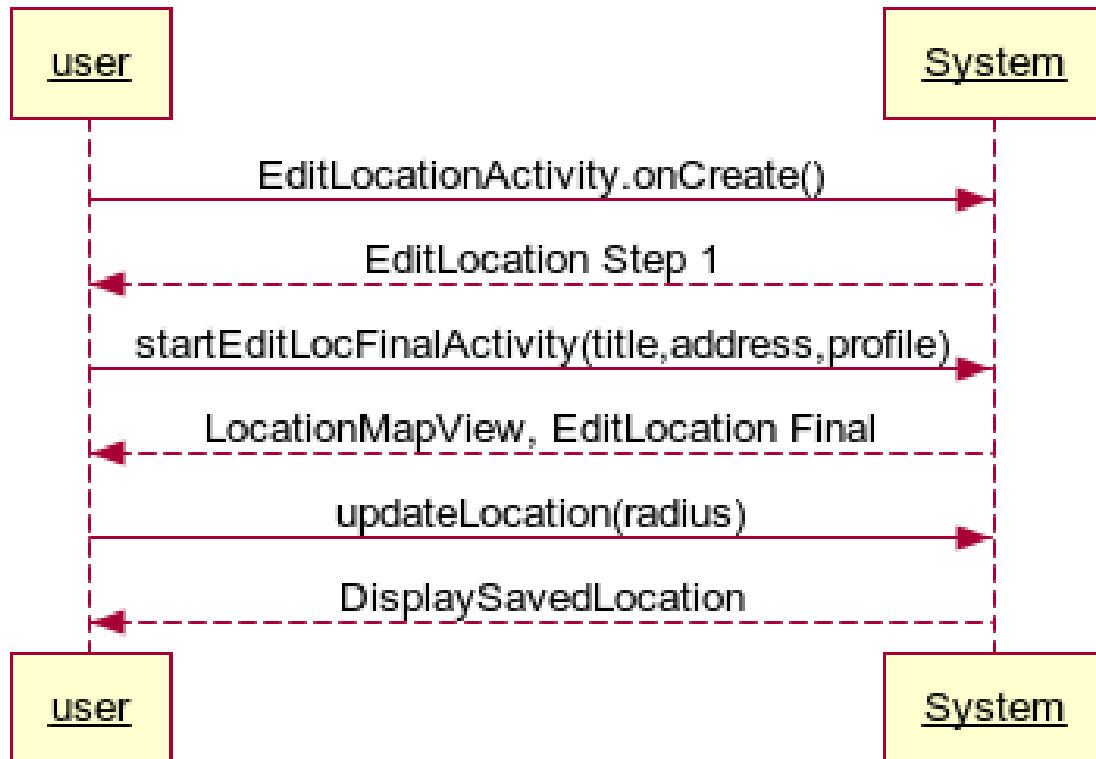 user
System
EditLocationActivity.onCreate()
EditLocation Step 1
startEditLocFinalActivity(title,address,profile)
LocationMapView, EditLocation Final
updateLocation(radius)
DisplaySavedLocation
user
System